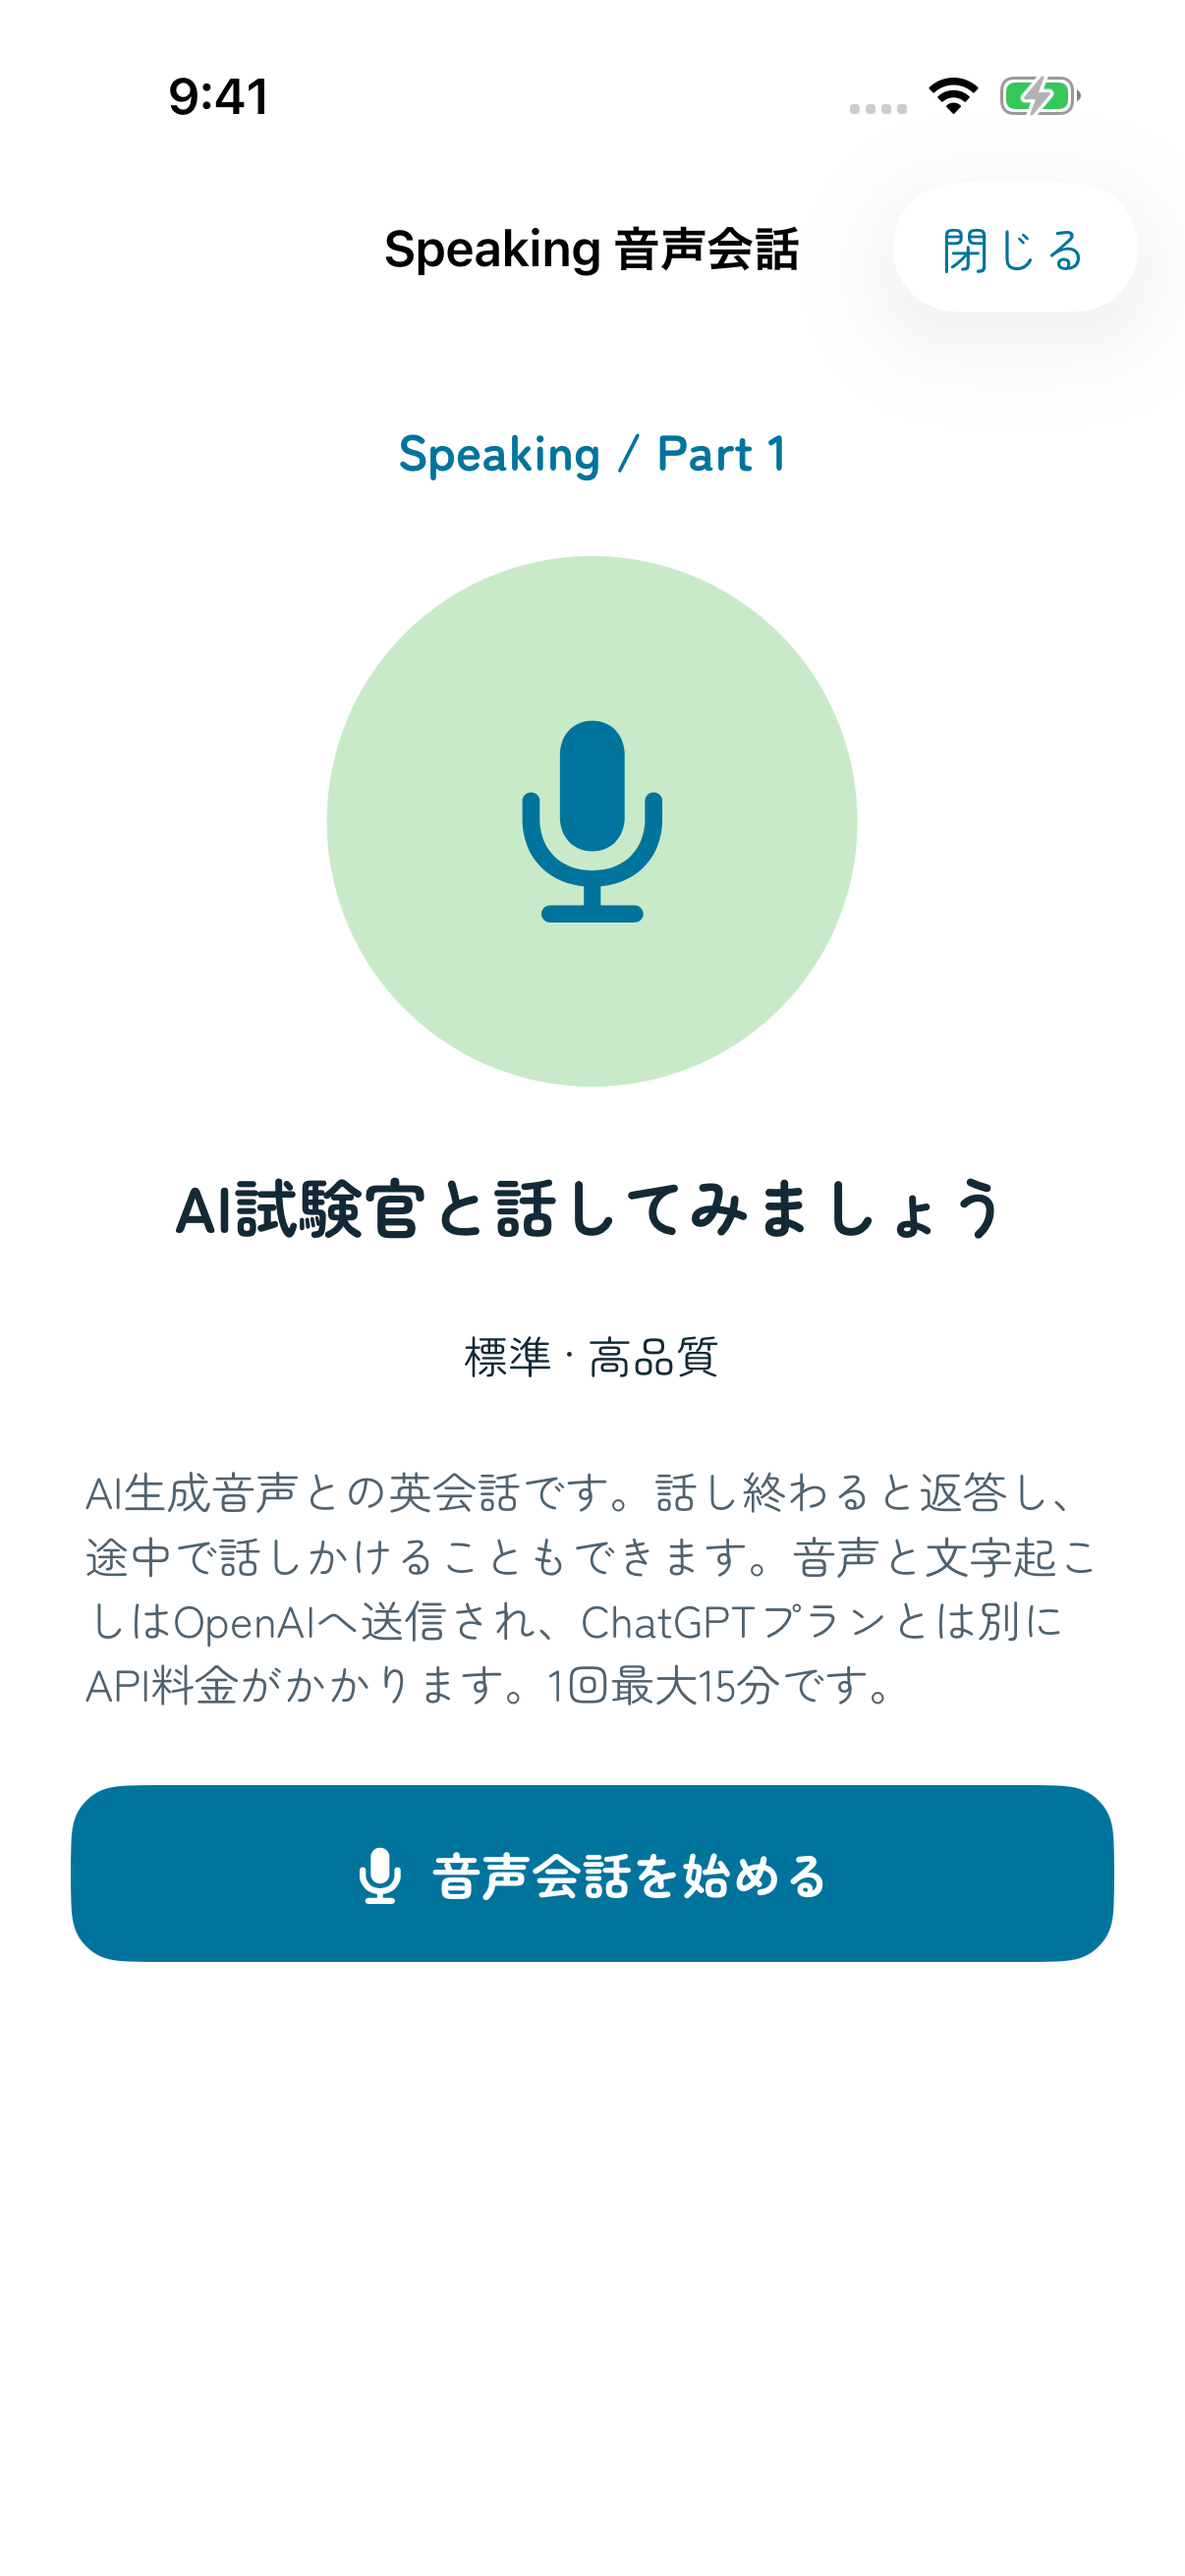 9:41
Speaking 音声会話
閉じる
Speaking / Part 1
AI試験官と話してみましょう
標準 · 高品質
AI生成音声との英会話です。話し終わると返答し、
途中で話しかけることもできます。音声と文字起こ
しはOpenAIへ送信され、ChatGPTプランとは別に
API料金がかかります。1回最大15分です。
音声会話を始める